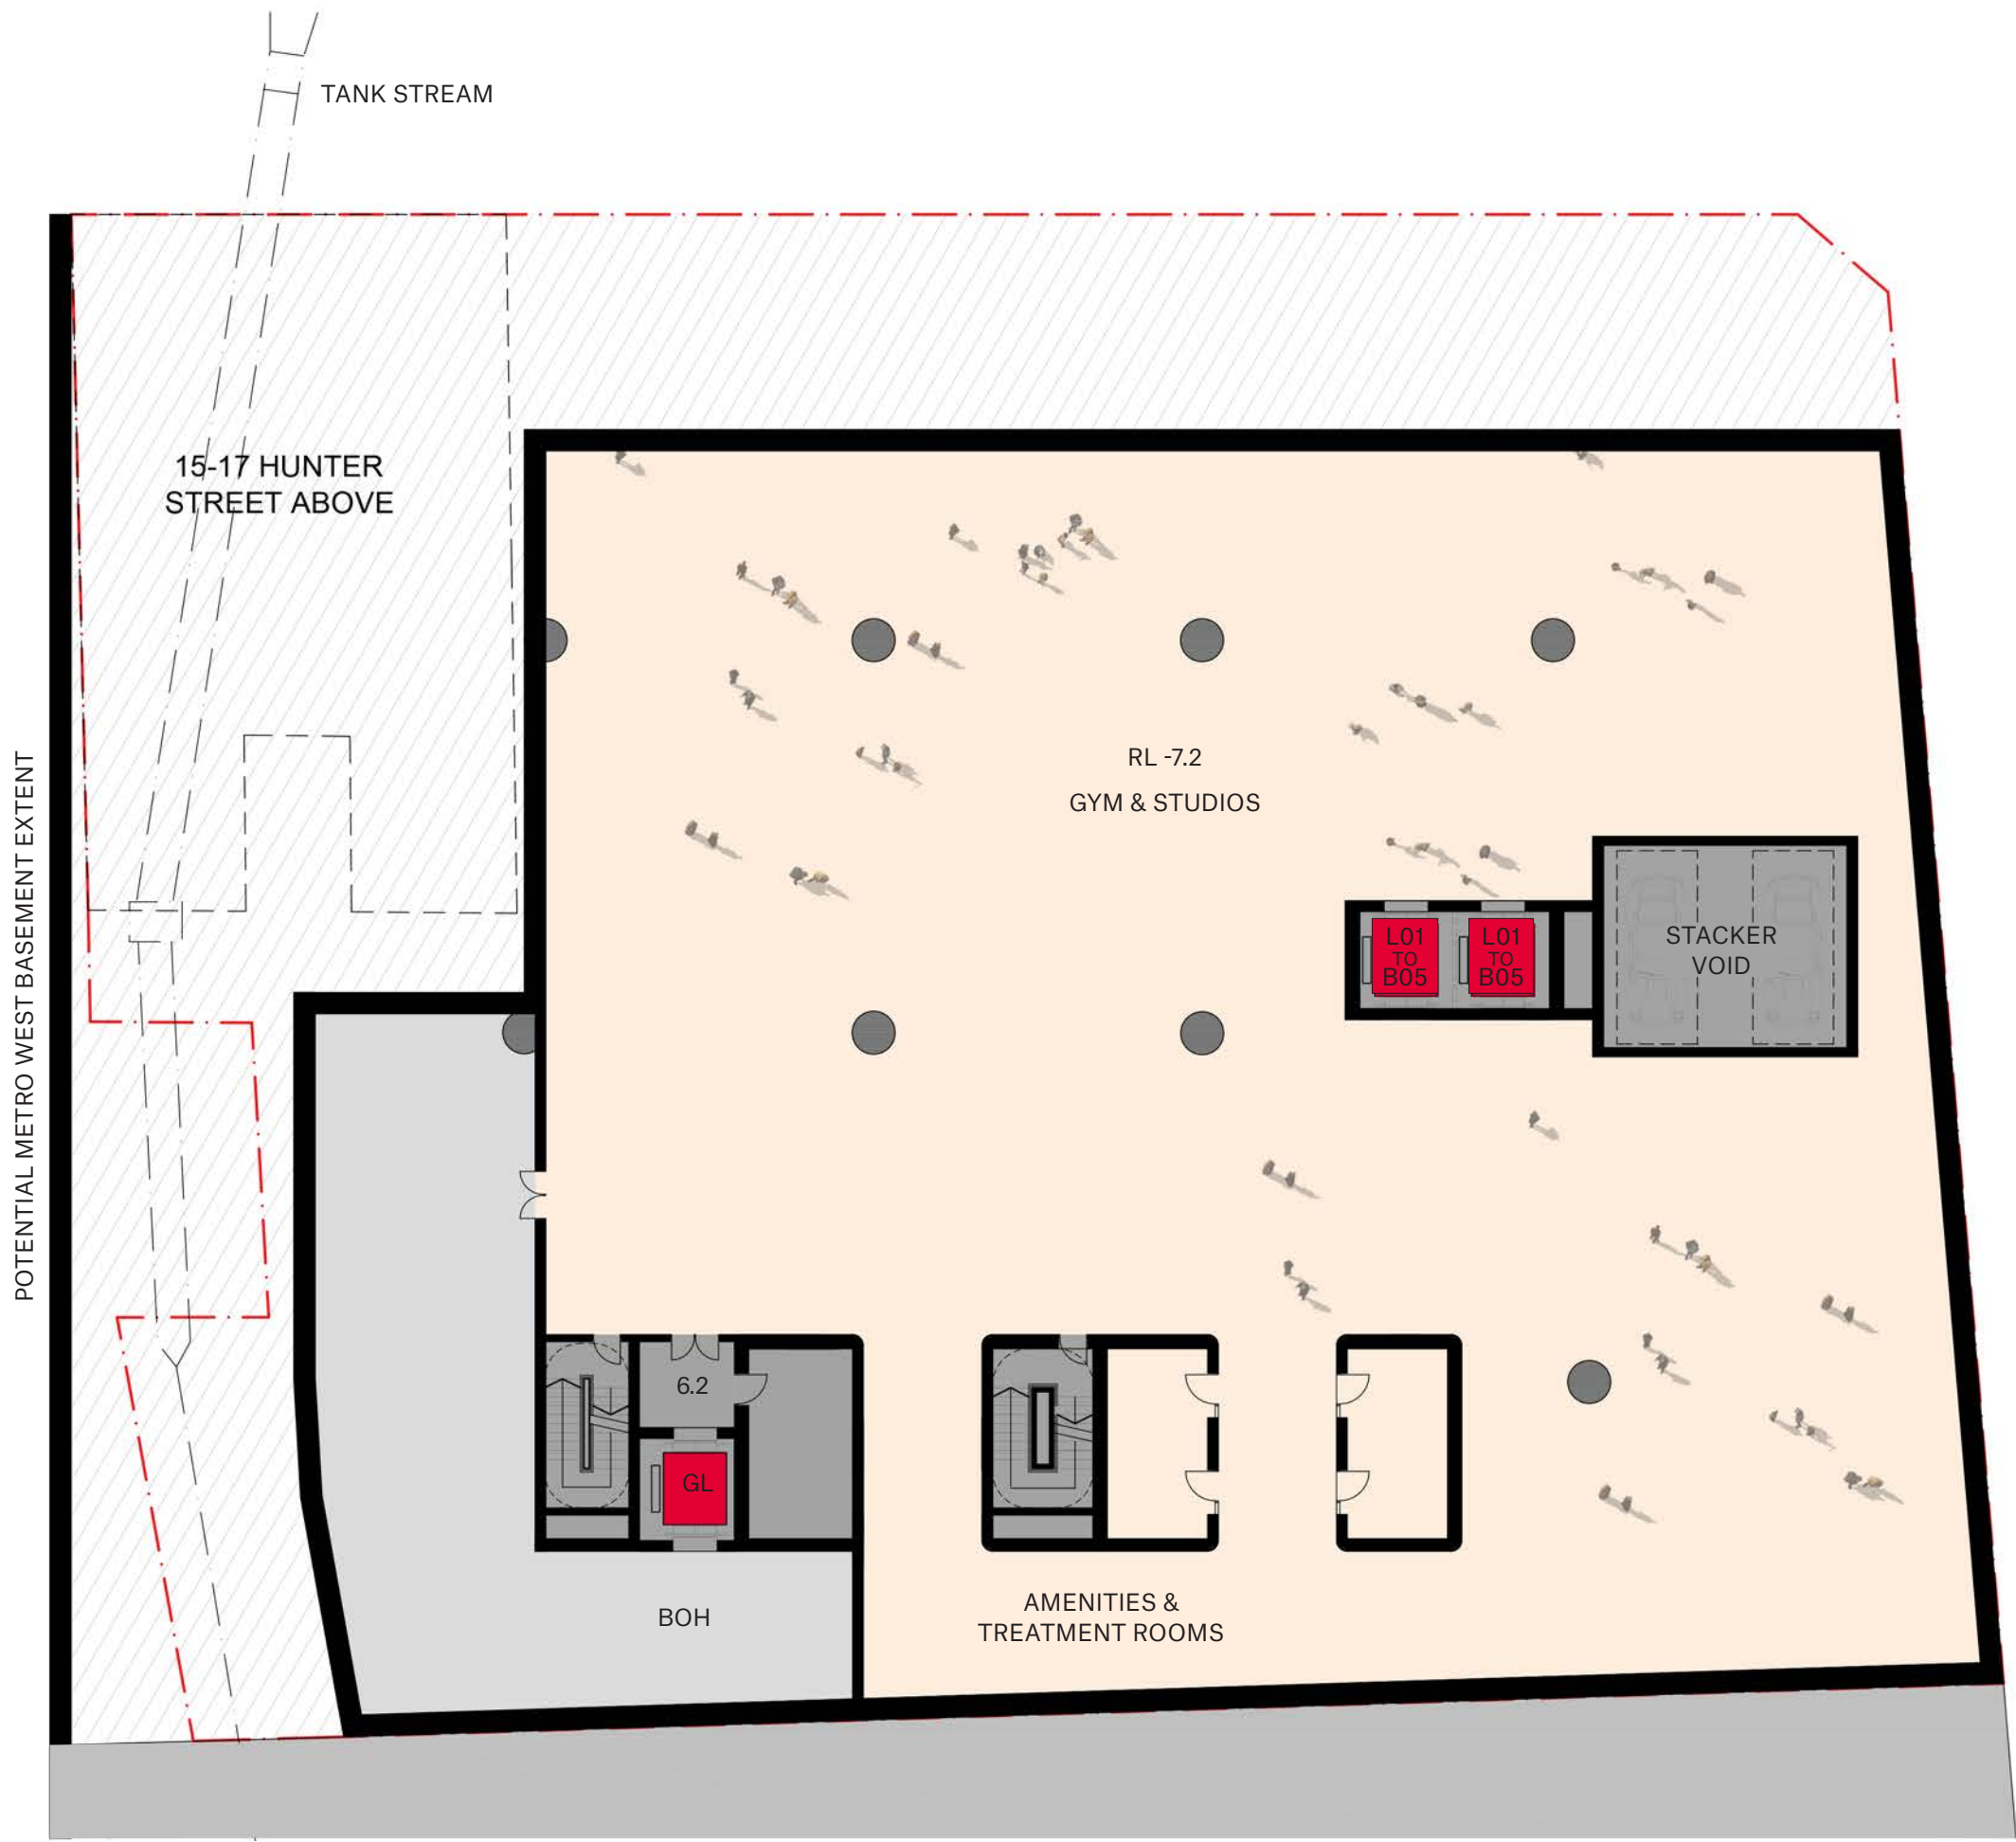 TANK STREAM
15-17 HUNTER
STREET ABOVE
POTENTIAL METRO WEST BASEMENT EXTENT
RL -7.2
GYM & STUDIOS
L01
TO
B05
L01
TO
B05
STACKER
VOID
6.2
GL
BOH
AMENITIES &
TREATMENT ROOMS